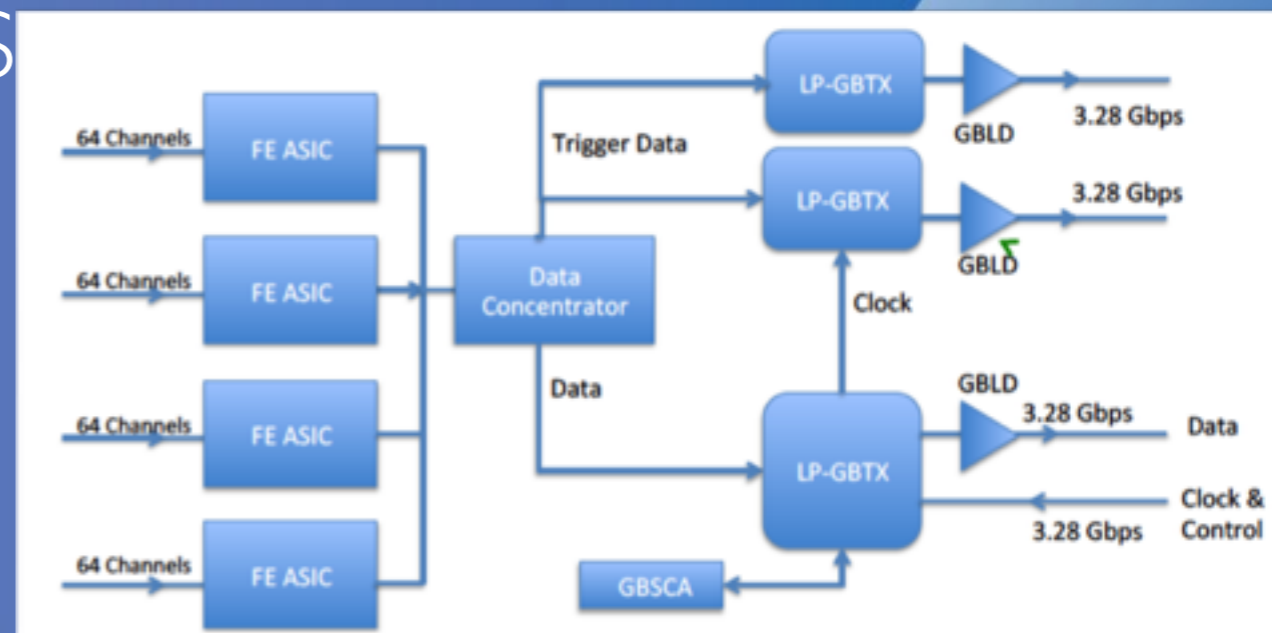 S
LP-GBTX
GBLD
3.28 Gbps
64 Channels
FE ASIC
Trigger Data
LP-GBTX
GBLD
3.28 Gbps
64 Channels
FE ASIC
Data
Concentrator
Clock
Data
GBLD
3.28 Gbps
Data
64 Channels
FE ASIC
LP-GBTX
Clock &
Control
3.28 Gbps
64 Channels
FE ASIC
GBSCA